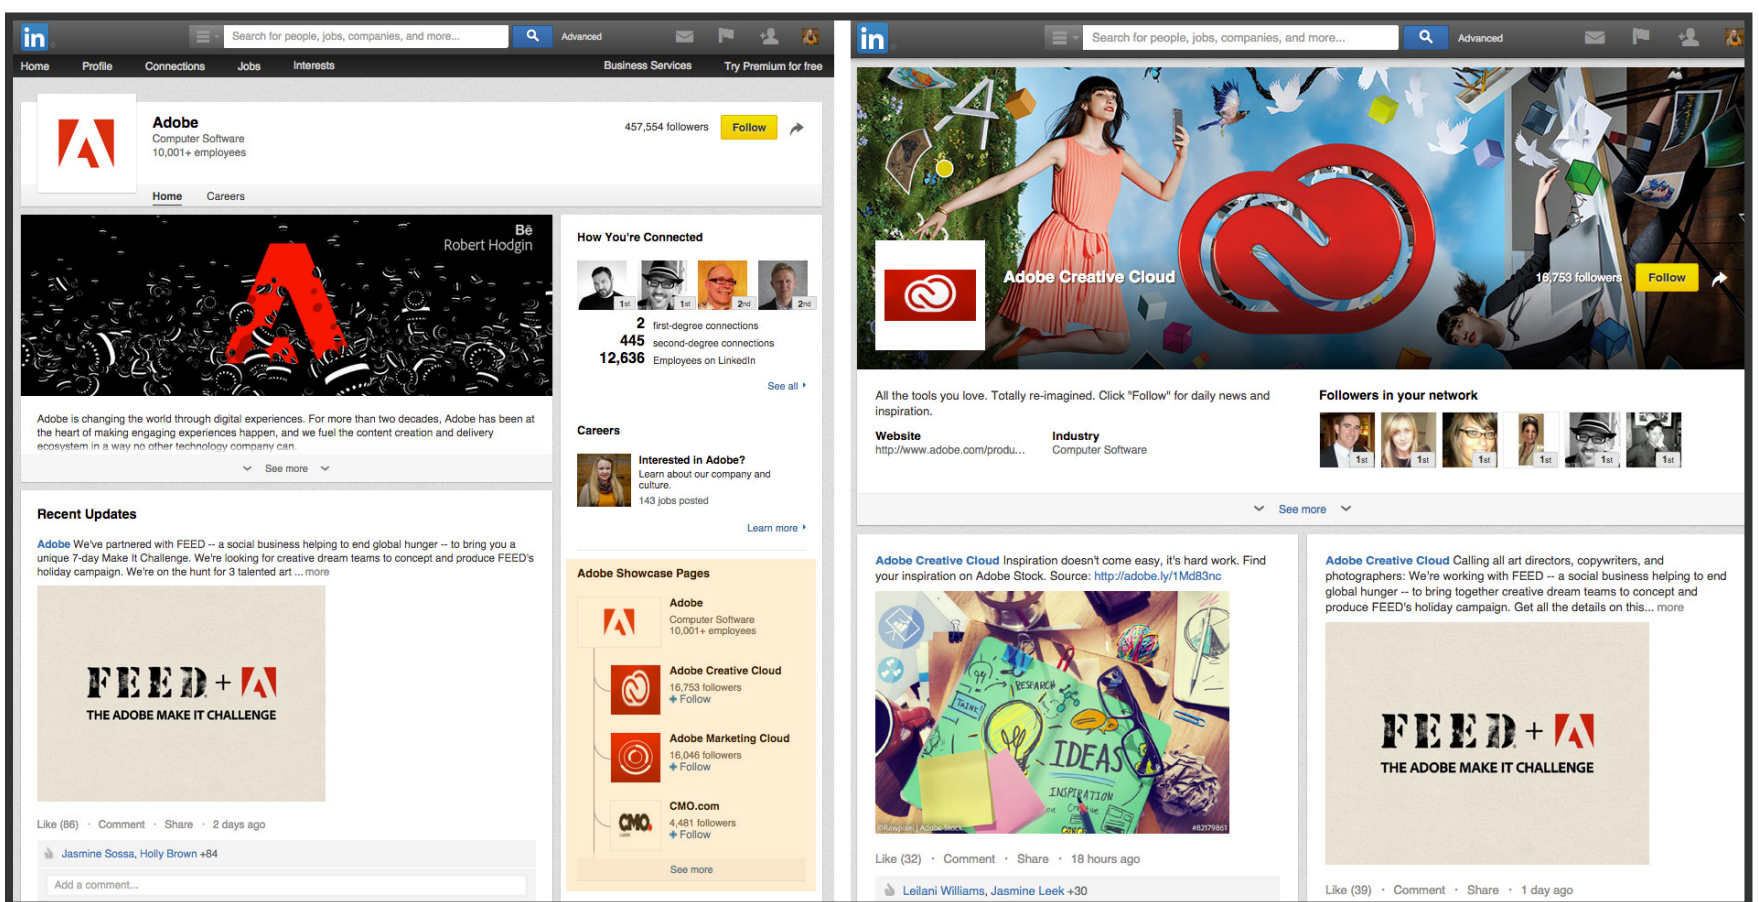 in
Search for people, jobs, companies, and more...
Advanced
Home
Profile
Connections
Jobs
Interests
Business Services
Try Premium for free
Adobe
Computer Software
10,001+ employees
457,554 followers
Follow
Home
Careers
Bē
Robert Hodgin
Adobe is changing the world through digital experiences. For more than two decades, Adobe has been at
the heart of making engaging experiences happen, and we fuel the content creation and delivery
ecosystem in a way no other technology company can.
See more
Recent Updates
Adobe We've partnered with FEED -- a social business helping to end global hunger -- to bring you a
unique 7-day Make It Challenge. We're looking for creative dream teams to concept and produce FEED's
holiday campaign. We're on the hunt for 3 talented art ... more
FEED + A
THE ADOBE MAKE IT CHALLENGE
Like (86) · Comment · Share · 2 days ago
Jasmine Sossa, Holly Brown +84
Add a comment...
How You're Connected
1st
1st
2nd
2nd
2 first-degree connections
445 second-degree connections
12,636 Employees on LinkedIn
See all
Careers
Interested in Adobe?
Learn about our company and
culture.
143 jobs posted
Learn more
Adobe Showcase Pages
Adobe
Computer Software
10,001+ employees
Adobe Creative Cloud
16,753 followers
+ Follow
Adobe Marketing Cloud
16,046 followers
+ Follow
CMO.
CMO.com
4,481 followers
+ Follow
See more
in
Search for people, jobs, companies, and more...
Advanced
Adobe Creative Cloud
16,753 followers
Follow
All the tools you love. Totally re-imagined. Click "Follow" for daily news and
inspiration.
Website
http://www.adobe.com/produ...
Industry
Computer Software
Followers in your network
1st
1st
1st
1st
1st
1st
See more
Adobe Creative Cloud Inspiration doesn't come easy, it's hard work. Find
your inspiration on Adobe Stock. Source: http://adobe.ly/1Md83nc
RESEARCH
THINK!
IDEAS
INSPIRATION
©Rawpixel | Adobe Stock
#82179861
Like (32) · Comment · Share · 18 hours ago
Leilani Williams, Jasmine Leek +30
Adobe Creative Cloud Calling all art directors, copywriters, and
photographers: We're working with FEED -- a social business helping to end
global hunger -- to bring together creative dream teams to concept and
produce FEED's holiday campaign. Get all the details on this... more
FEED + A
THE ADOBE MAKE IT CHALLENGE
Like (39) · Comment · Share · 1 day ago